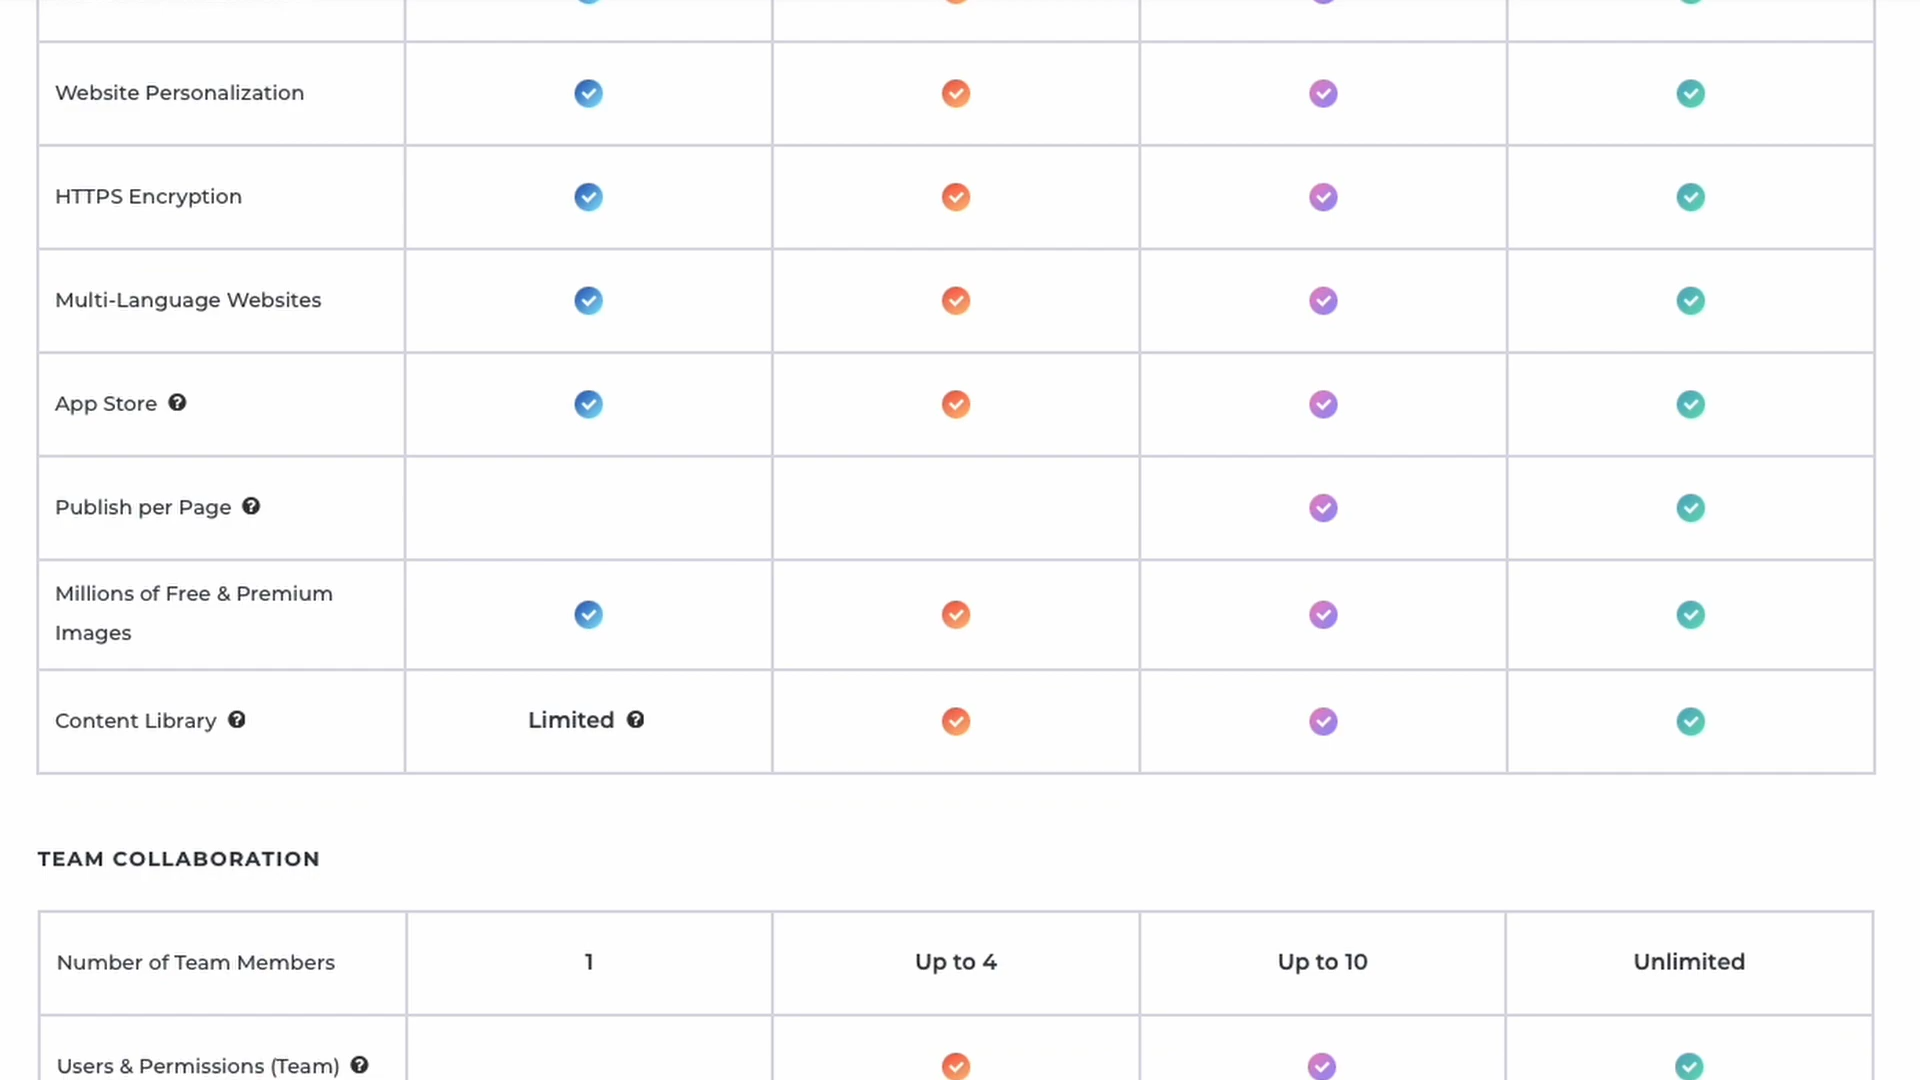 Website Personalization
HTTPS Encryption
Multi-Language Websites
App Store ?
Publish per Page ?
Millions of Free & Premium
Images
Content Library ? Limited ?
TEAM COLLABORATION
Number of Team Members 1 Up to 4 Up to 10 Unlimited
Users & Permissions (Team) ?